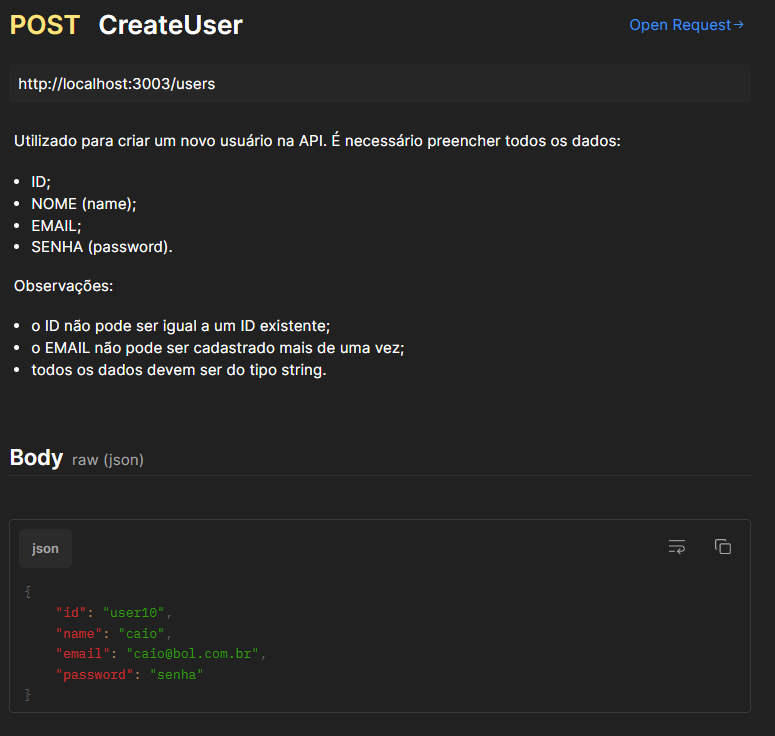 POST CreateUser
Open Request→
http://localhost:3003/users
Utilizado para criar um novo usuário na API. É necessário preencher todos os dados:
• ID;
• NOME (name);
• EMAIL;
• SENHA (password).
Observações:
• o ID não pode ser igual a um ID existente;
• o EMAIL não pode ser cadastrado mais de uma vez;
• todos os dados devem ser do tipo string.
Body raw (json)
json
{
    "id": "user10",
    "name": "caio",
    "email": "caio@bol.com.br",
    "password": "senha"
}